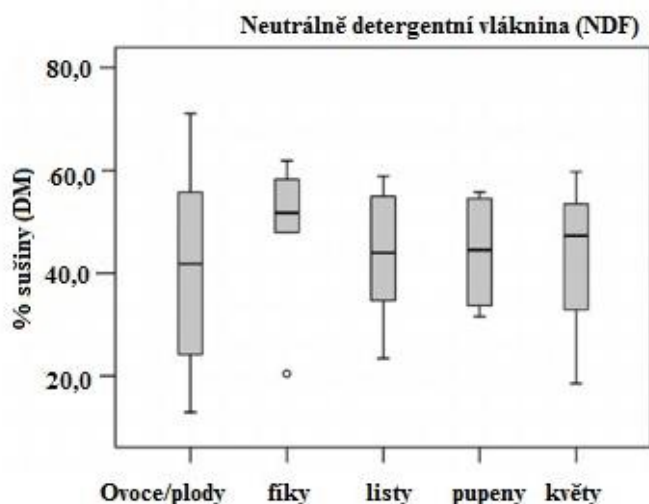 Neutrálně detergentní vláknina (NDF)
% sušiny (DM)
80,0
60,0
40,0
20,0
Ovoce/plody fíky listy pupeny květy